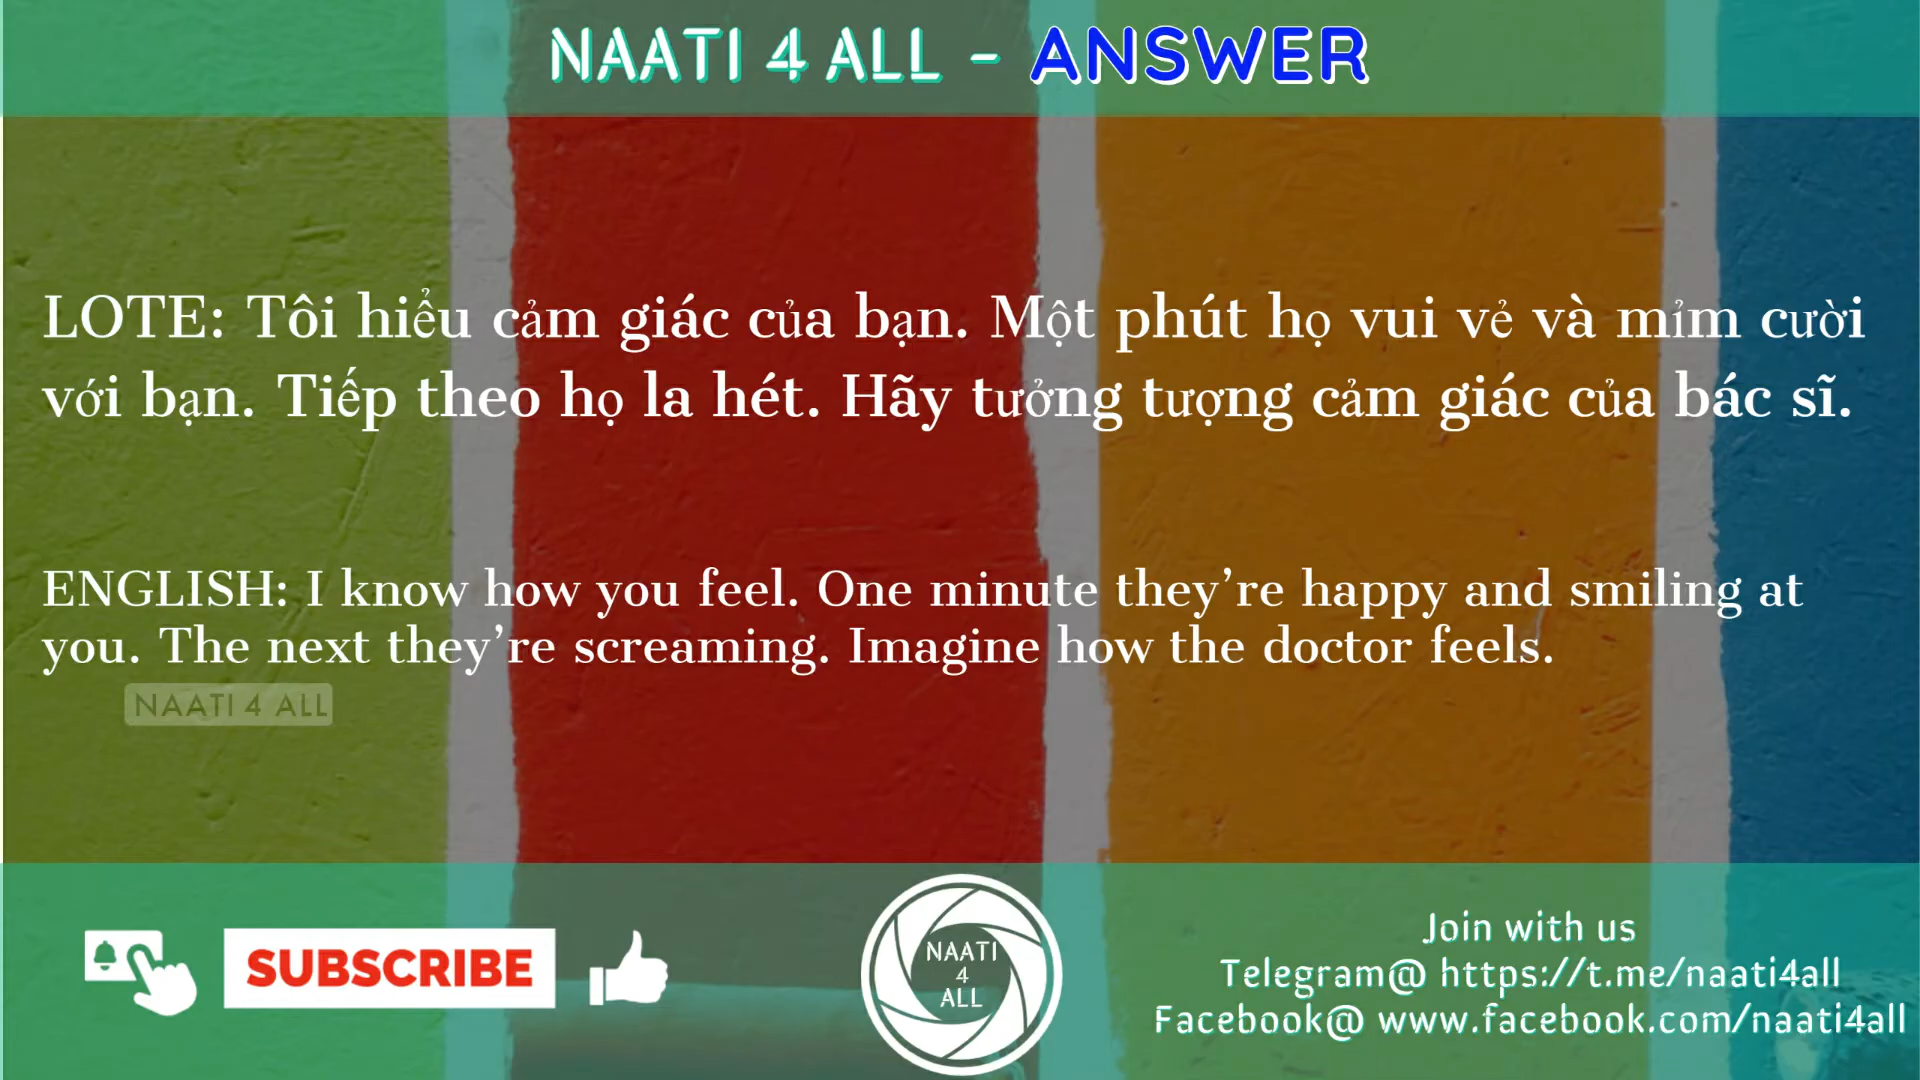 NAATI 4 ALL - ANSWER
LOTE: Tôi hiểu cảm giác của bạn. Một phút họ vui vẻ và mỉm cười
với bạn. Tiếp theo họ la hét. Hãy tưởng tượng cảm giác của bác sĩ.
ENGLISH: I know how you feel. One minute they’re happy and smiling at
you. The next they’re screaming. Imagine how the doctor feels.
NAATI 4 ALL
SUBSCRIBE
NAATI
4
ALL
Join with us
Telegram@ https://t.me/naati4all
Facebook@ www.facebook.com/naati4all